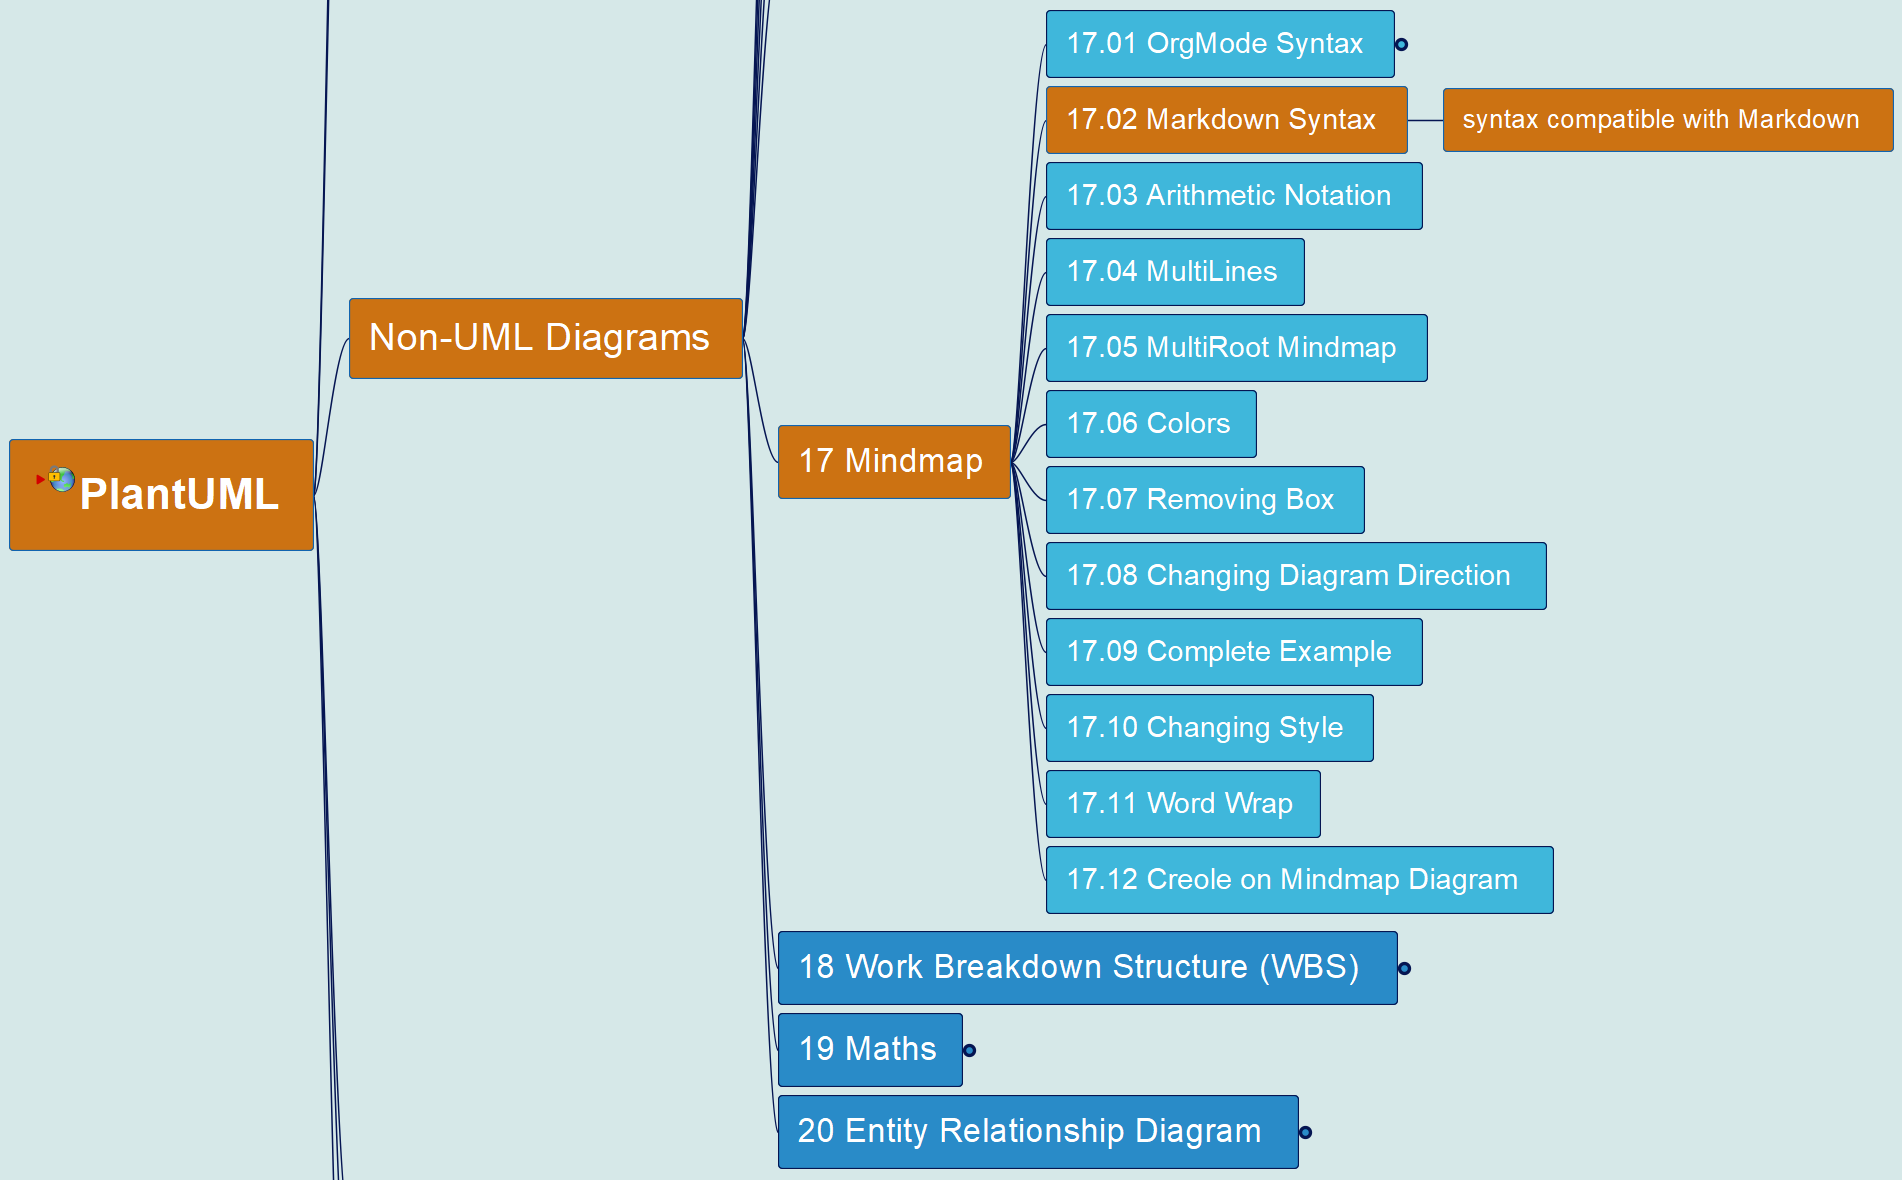 PlantUML
Non-UML Diagrams
17 Mindmap
17.01 OrgMode Syntax
17.02 Markdown Syntax
syntax compatible with Markdown
17.03 Arithmetic Notation
17.04 MultiLines
17.05 MultiRoot Mindmap
17.06 Colors
17.07 Removing Box
17.08 Changing Diagram Direction
17.09 Complete Example
17.10 Changing Style
17.11 Word Wrap
17.12 Creole on Mindmap Diagram
18 Work Breakdown Structure (WBS)
19 Maths
20 Entity Relationship Diagram